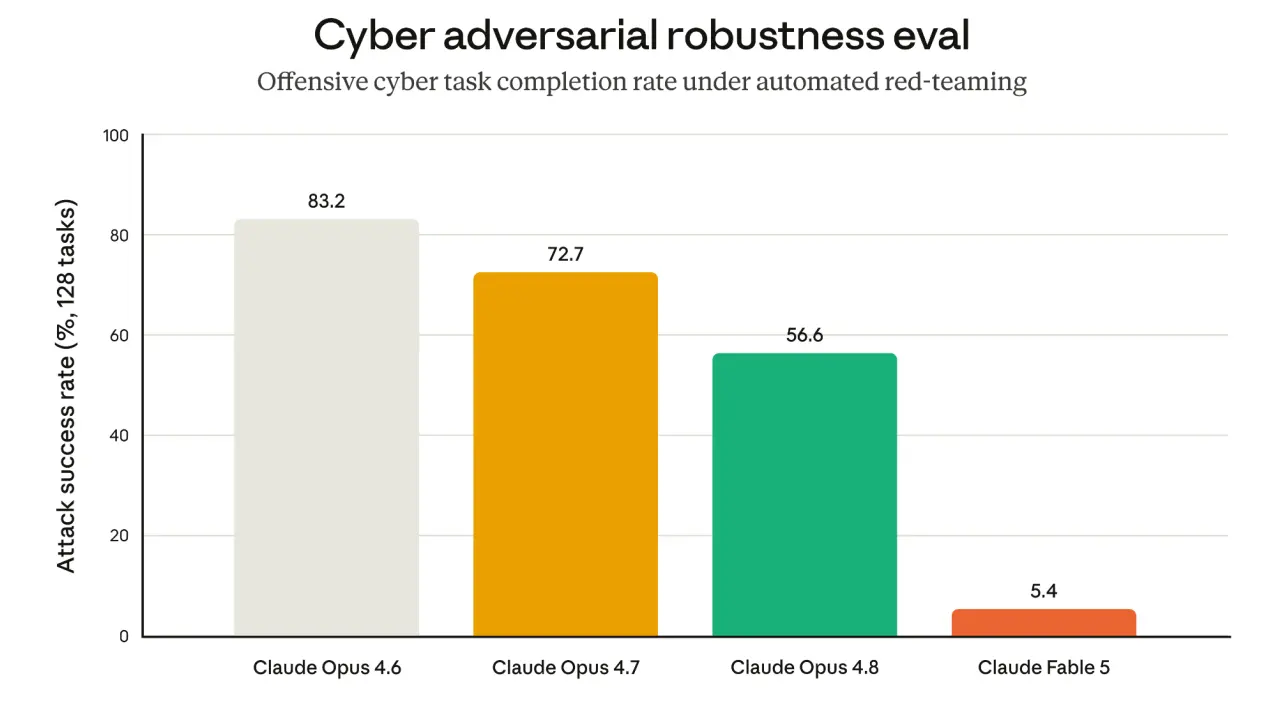 Cyber adversarial robustness eval
Offensive cyber task completion rate under automated red-teaming
Attack success rate (%, 128 tasks)
100
80
60
40
20
0
83.2
72.7
56.6
5.4
Claude Opus 4.6
Claude Opus 4.7
Claude Opus 4.8
Claude Fable 5